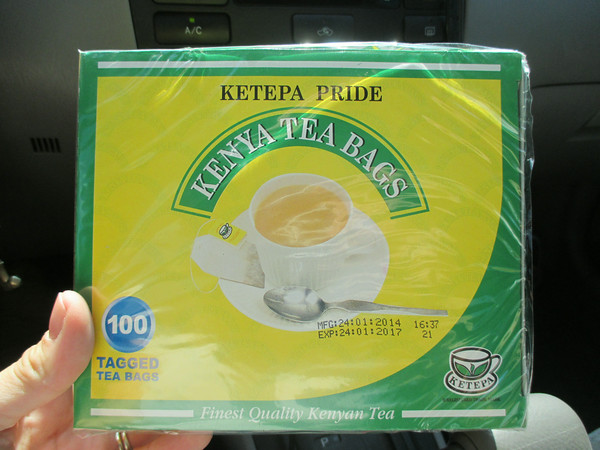 A/C
KETEPA PRIDE
KENYA TEA BAGS
MFG:24:01:2014 16:37
EXP:24:01:2017 21
100
TAGGED
TEA BAGS
KETEPA
Finest Quality Kenyan Tea